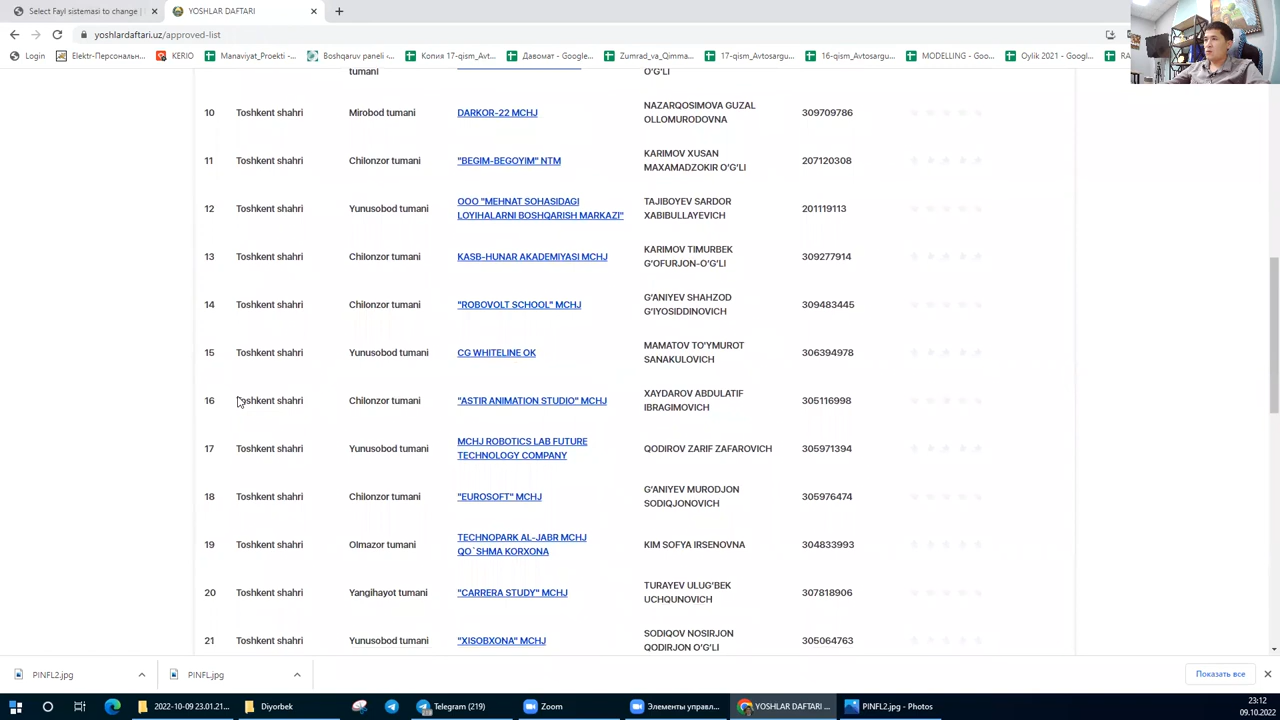 Select Fayl sistemasi to change |
YOSHLAR DAFTARI
yoshlardaftari.uz/approved-list
Login
Elektr-Персональн...
KERIO
Manaviyat_Proekti -...
Boshqaruv paneli ‹...
Копия 17-qism_Avt...
Давомат - Google...
Zumrad_va_Qimma...
17-qism_Avtosargu...
16-qism_Avtosargu...
MODELLING - Goo...
Oylik 2021 - Googl...
RA
tumani
O'G'LI
10 Toshkent shahri Mirobod tumani DARKOR-22 MCHJ NAZARQOSIMOVA GUZAL 309709786
OLLOMURODOVNA
11 Toshkent shahri Chilonzor tumani "BEGIM-BEGOYIM" NTM KARIMOV XUSAN 207120308
MAXAMADZOKIR O'G'LI
12 Toshkent shahri Yunusobod tumani OOO "MEHNAT SOHASIDAGI TAJIBOYEV SARDOR 201119113
LOYIHALARNI BOSHQARISH MARKAZI" XABIBULLAYEVICH
13 Toshkent shahri Chilonzor tumani KASB-HUNAR AKADEMIYASI MCHJ KARIMOV TIMURBEK 309277914
G'OFURJON-O'G'LI
14 Toshkent shahri Chilonzor tumani "ROBOVOLT SCHOOL" MCHJ G'ANIYEV SHAHZOD 309483445
G'IYOSIDDINOVICH
15 Toshkent shahri Yunusobod tumani CG WHITELINE OK MAMATOV TO'YMUROT 306394978
SANAKULOVICH
16 Toshkent shahri Chilonzor tumani "ASTIR ANIMATION STUDIO" MCHJ XAYDAROV ABDULATIF 305116998
IBRAGIMOVICH
17 Toshkent shahri Yunusobod tumani MCHJ ROBOTICS LAB FUTURE QODIROV ZARIF ZAFAROVICH 305971394
TECHNOLOGY COMPANY
18 Toshkent shahri Chilonzor tumani "EUROSOFT" MCHJ G'ANIYEV MURODJON 305976474
SODIQJONOVICH
19 Toshkent shahri Olmazor tumani TECHNOPARK AL-JABR MCHJ KIM SOFYA IRSENOVNA 304833993
QO`SHMA KORXONA
20 Toshkent shahri Yangihayot tumani "CARRERA STUDY" MCHJ TURAYEV ULUG'BEK 307818906
UCHQUNOVICH
21 Toshkent shahri Yunusobod tumani "XISOBXONA" MCHJ SODIQOV NOSIRJON 305064763
QODIRJON O'G'LI
PINFL2.jpg
PINFL.jpg
Показать все
2022-10-09 23.01.21...
Diyorbek
Telegram (219)
Zoom
Элементы управл...
YOSHLAR DAFTARI ...
PINFL2.jpg - Photos
23:12
09.10.2022